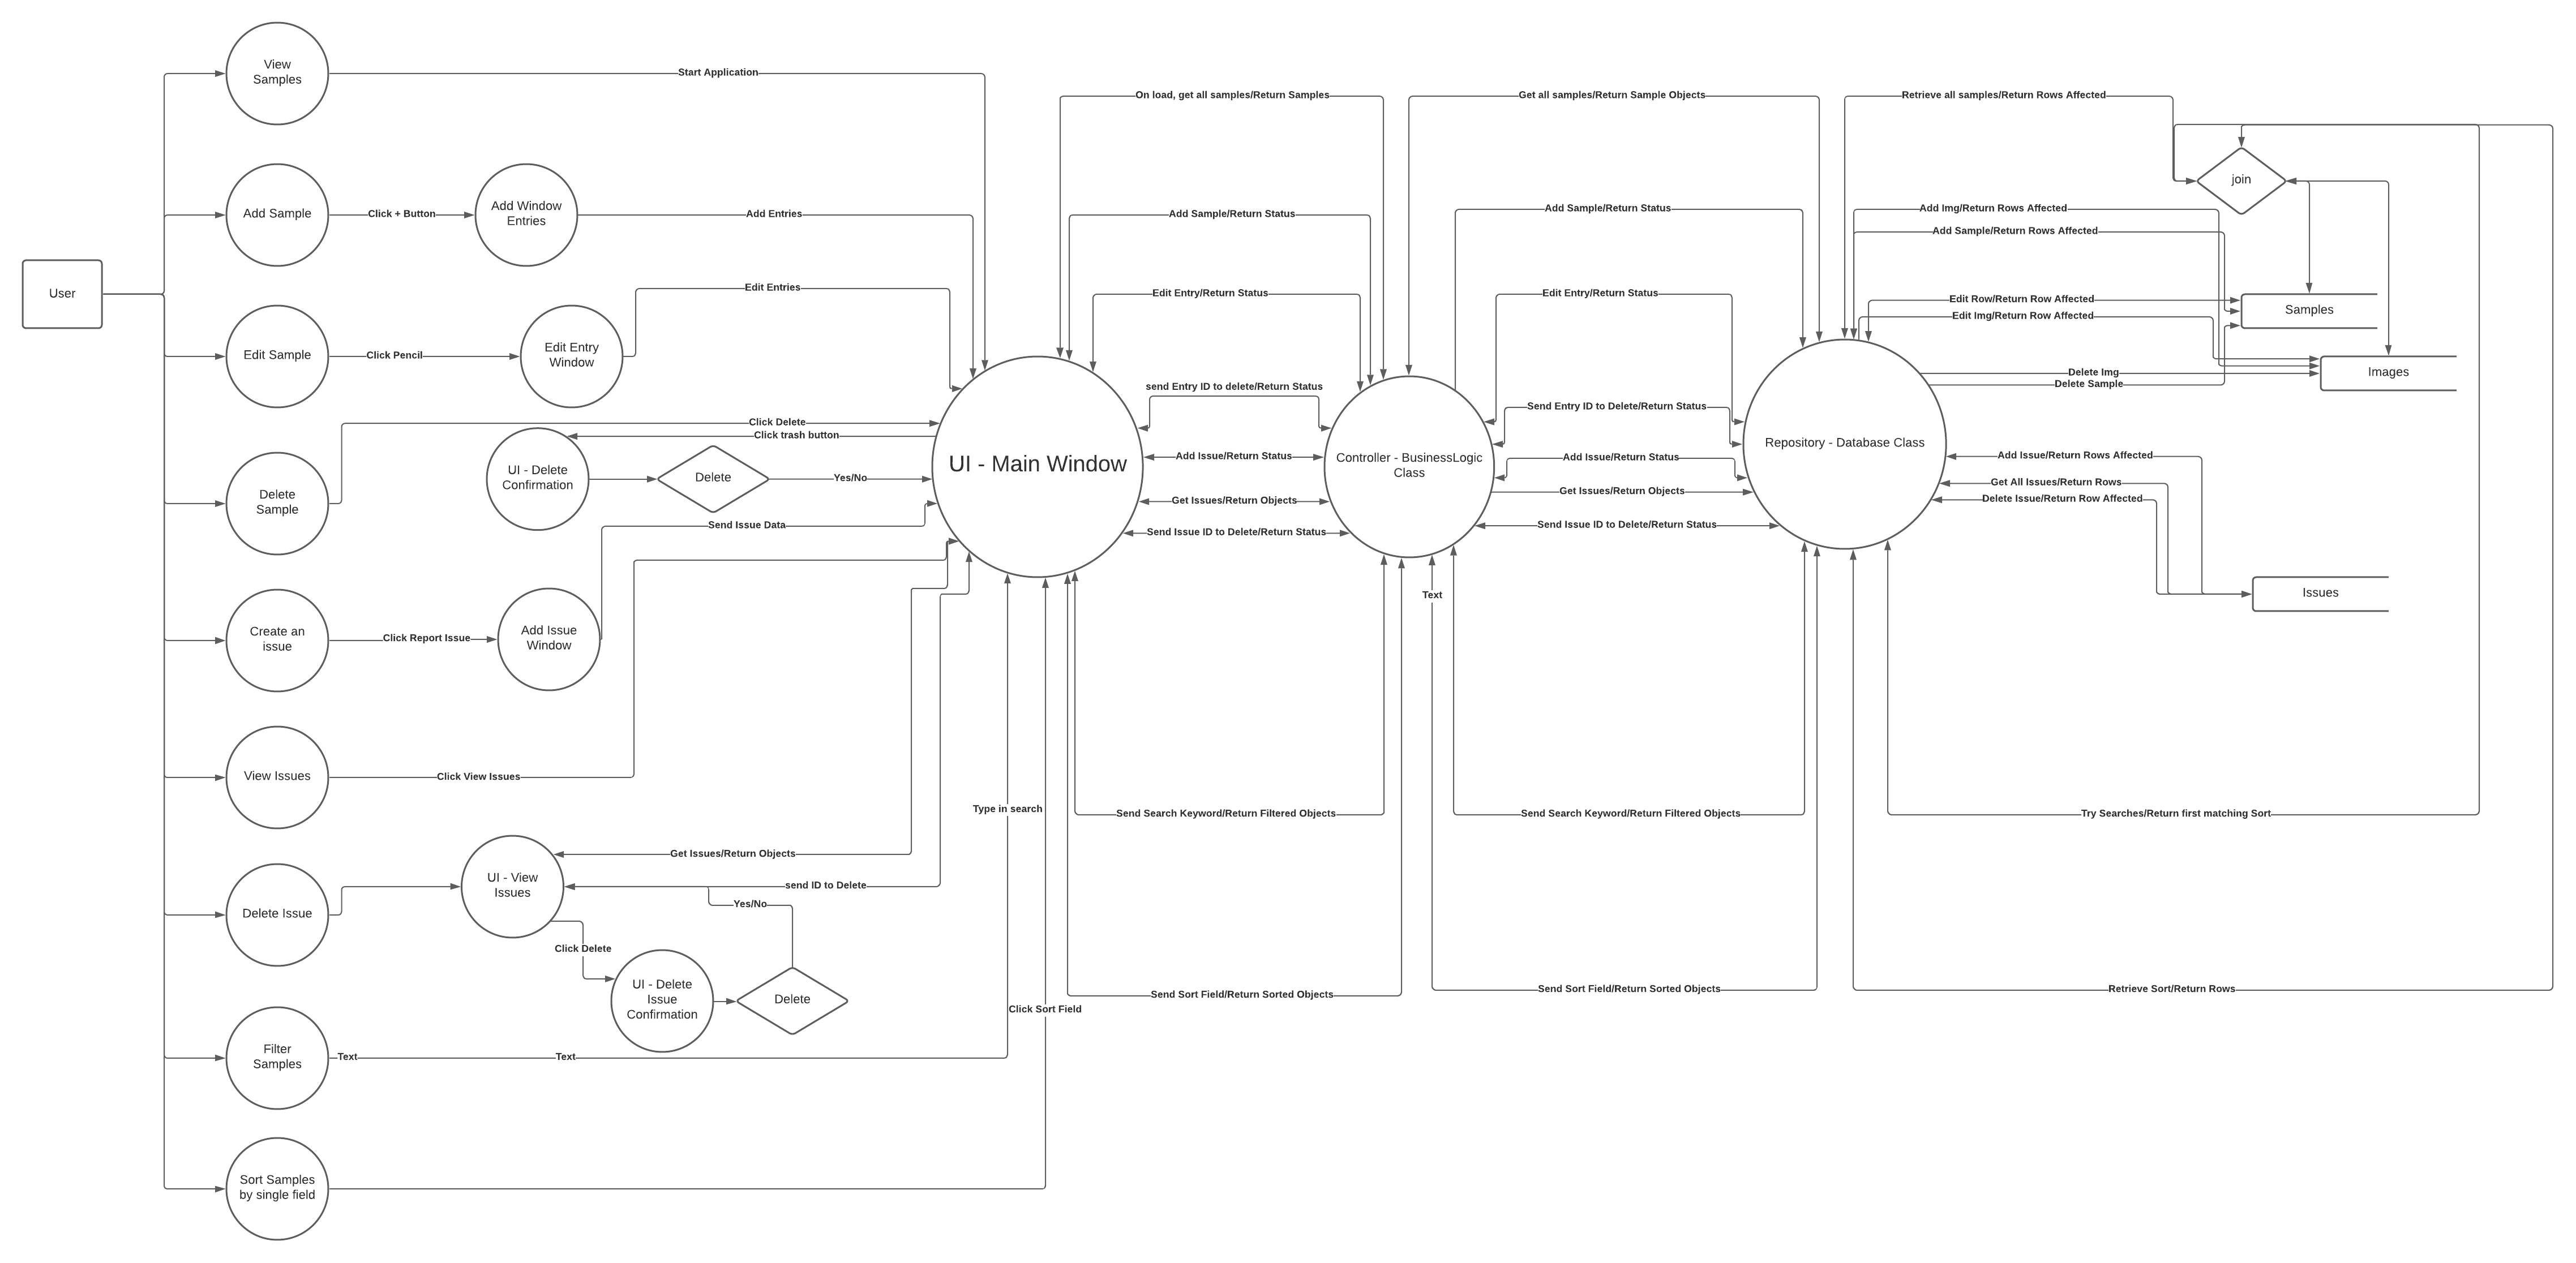 View
Samples
Start Application
On load, get all samples/Return Samples
Get all samples/Return Sample Objects
Retrieve all samples/Return Rows Affected
join
Add Sample
Click + Button
Add Window
Entries
Add Entries
Add Sample/Return Status
Add Sample/Return Status
Add Img/Return Rows Affected
Add Sample/Return Rows Affected
User
Edit Entries
Edit Entry/Return Status
Edit Entry/Return Status
Edit Row/Return Row Affected
Edit Img/Return Row Affected
Samples
Edit Sample
Click Pencil
Edit Entry
Window
send Entry ID to delete/Return Status
Delete Img
Delete Sample
Images
Click Delete
Click trash button
Send Entry ID to Delete/Return Status
UI - Main Window
Controller - BusinessLogic
Class
Repository - Database Class
Delete
Sample
UI - Delete
Confirmation
Delete
Yes/No
Add Issue/Return Status
Add Issue/Return Status
Add Issue/Return Rows Affected
Get Issues/Return Objects
Get Issues/Return Objects
Get All Issues/Return Rows
Delete Issue/Return Row Affected
Send Issue Data
Send Issue ID to Delete/Return Status
Send Issue ID to Delete/Return Status
Text
Issues
Create an
issue
Click Report Issue
Add Issue
Window
View Issues
Click View Issues
Type in search
Send Search Keyword/Return Filtered Objects
Send Search Keyword/Return Filtered Objects
Try Searches/Return first matching Sort
Get Issues/Return Objects
Delete Issue
UI - View
Issues
send ID to Delete
Yes/No
Click Delete
UI - Delete
Issue
Confirmation
Delete
Send Sort Field/Return Sorted Objects
Send Sort Field/Return Sorted Objects
Retrieve Sort/Return Rows
Click Sort Field
Filter
Samples
Text
Text
Sort Samples
by single field